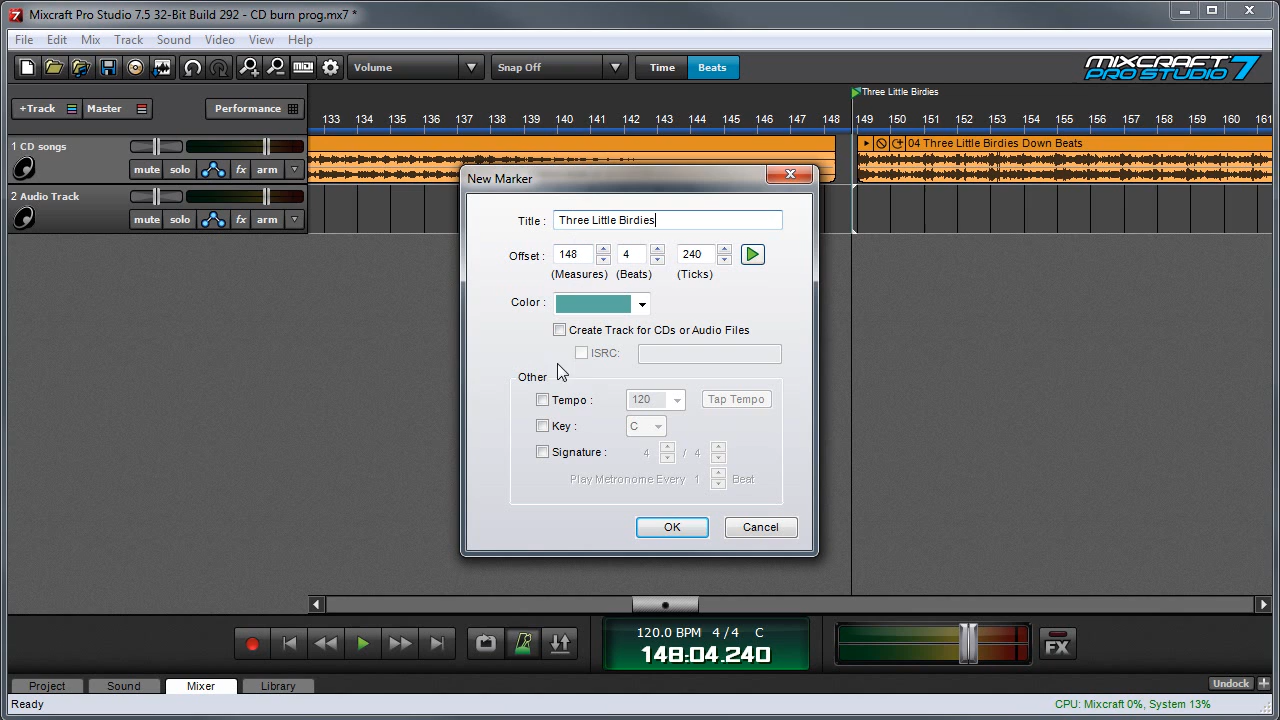 Mixcraft Pro Studio 7.5 32-Bit Build 292 - CD burn prog.mx7 *
File Edit Mix Track Sound Video View Help
Volume Snap Off Time Beats MIXCRAFT PRO STUDIO 7
+Track Master Performance
Three Little Birdies
133 134 135 136 137 138 139 140 141 142 143 144 145 146 147 148 149 150 151 152 153 154 155 156 157 158 159 160 161
1 CD songs
mute solo fx arm
04 Three Little Birdies Down Beats
2 Audio Track
mute solo fx arm
New Marker
Title : Three Little Birdies
Offset : 148 4 240
(Measures) (Beats) (Ticks)
Color :
Create Track for CDs or Audio Files
ISRC:
Other
Tempo : 120 Tap Tempo
Key : C
Signature : 4 / 4
Play Metronome Every 1 Beat
OK Cancel
120.0 BPM 4 / 4 C
148:04.240
FX
Project Sound Mixer Library Undock
Ready CPU: Mixcraft 0%, System 13%